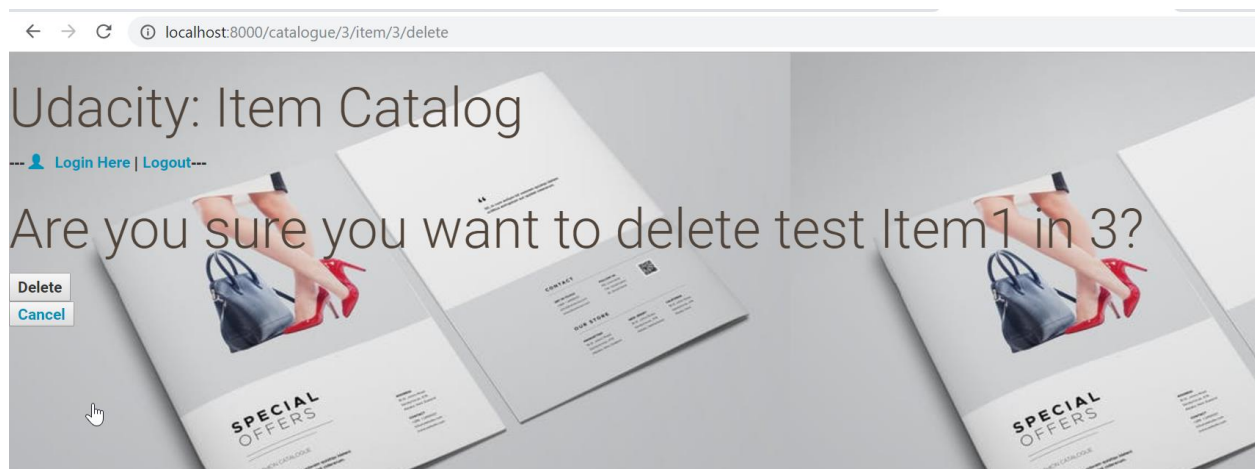 localhost:8000/catalogue/3/item/3/delete
Udacity: Item Catalog
--- Login Here | Logout---
Are you sure you want to delete test Item1 in 3?
Delete
Cancel
CONTACT
OUR STORE
SPECIAL
OFFERS
SPECIAL
OFFERS